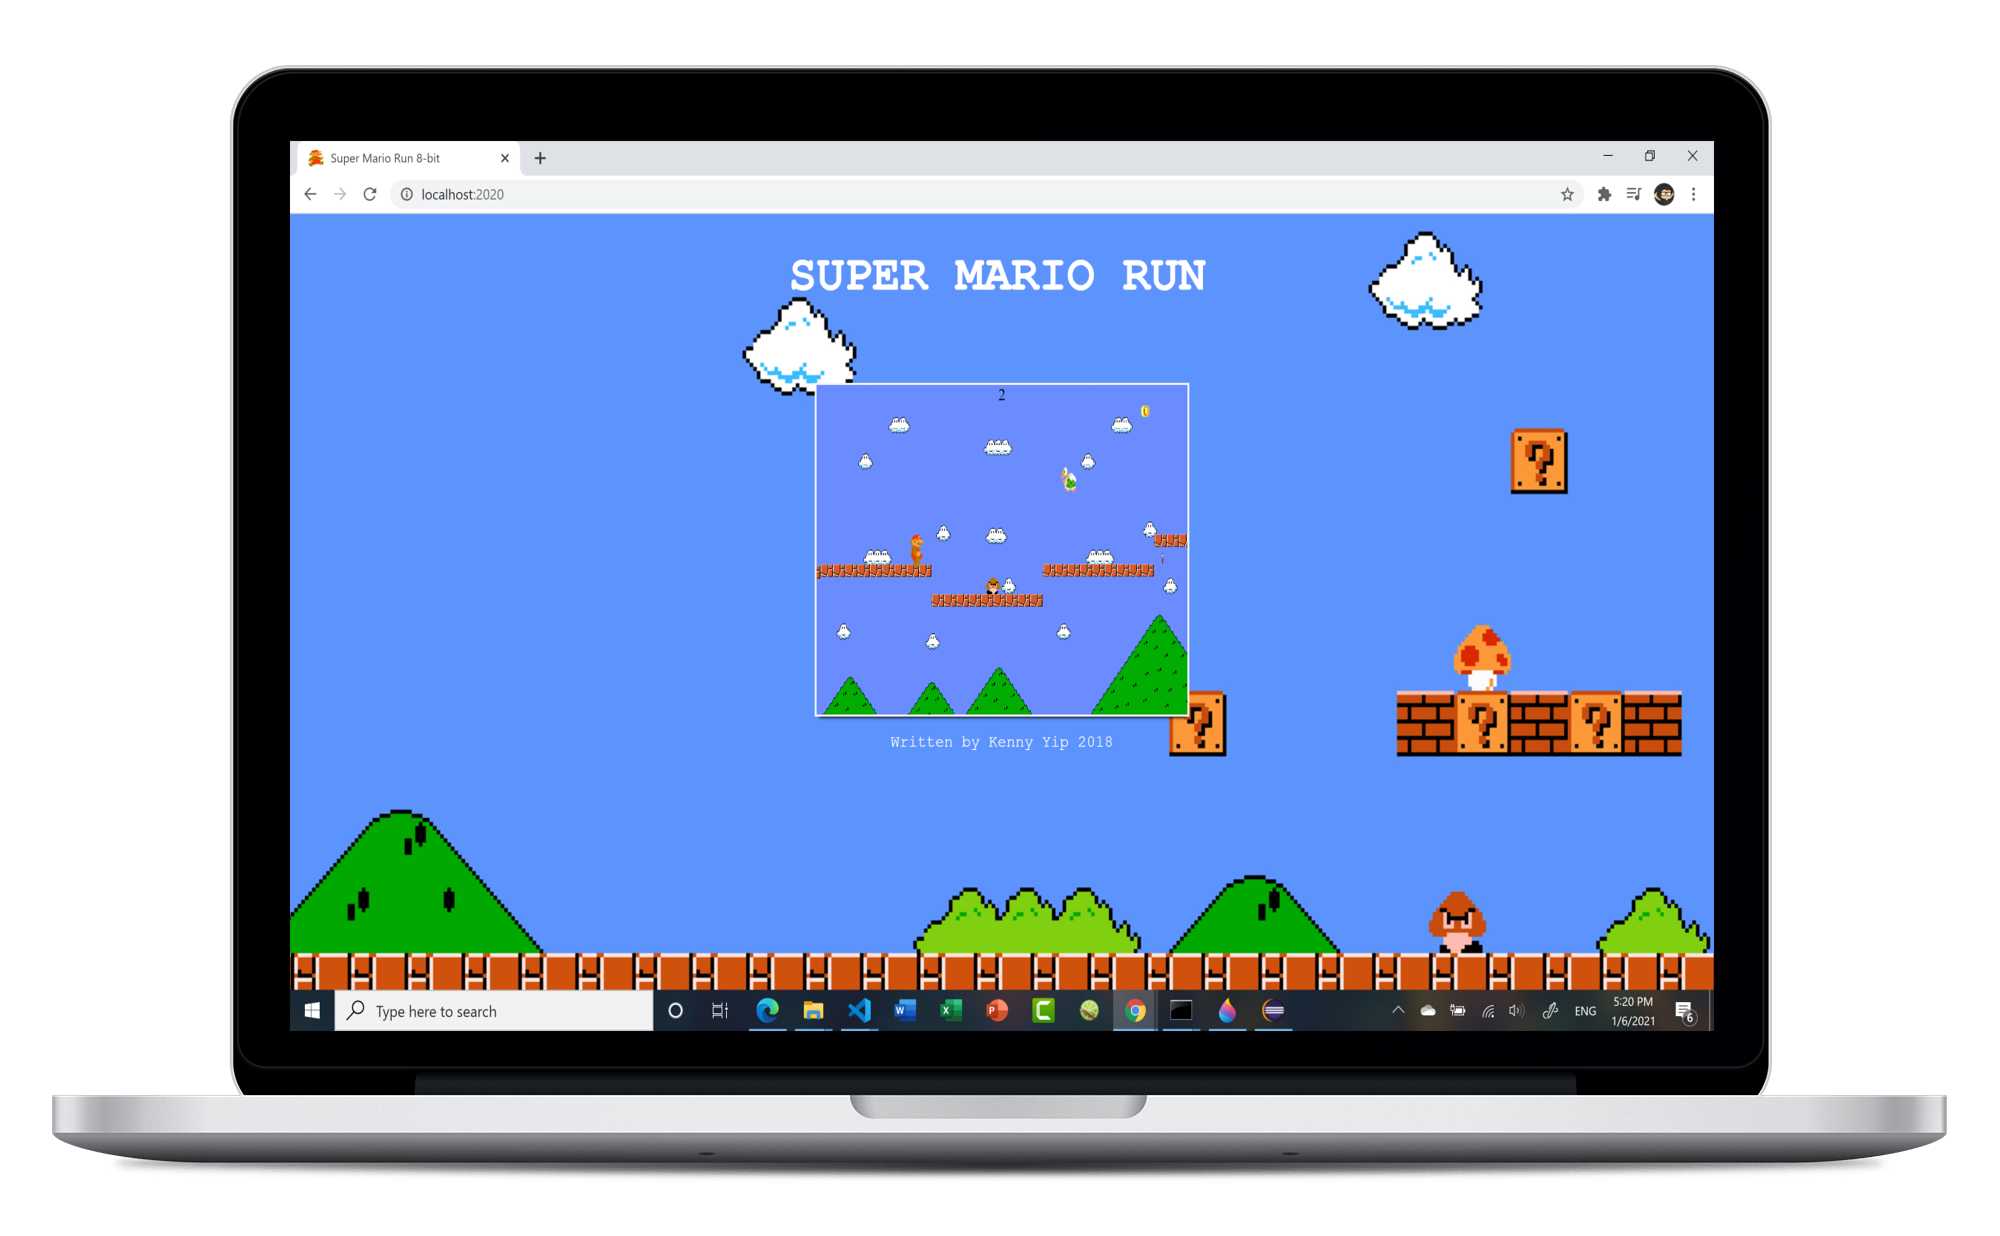 Super Mario Run 8-bit
localhost:2020
SUPER MARIO RUN
2
?
?
? ?
Written by Kenny Yip 2018
Type here to search
W
X
P
C
ENG
5:20 PM
1/6/2021
6